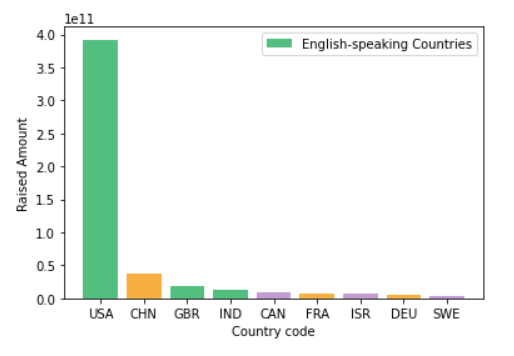 1e11
4.0
3.5
3.0
2.5
2.0
1.5
1.0
0.5
0.0
Raised Amount
English-speaking Countries
USA CHN GBR IND CAN FRA ISR DEU SWE
Country code